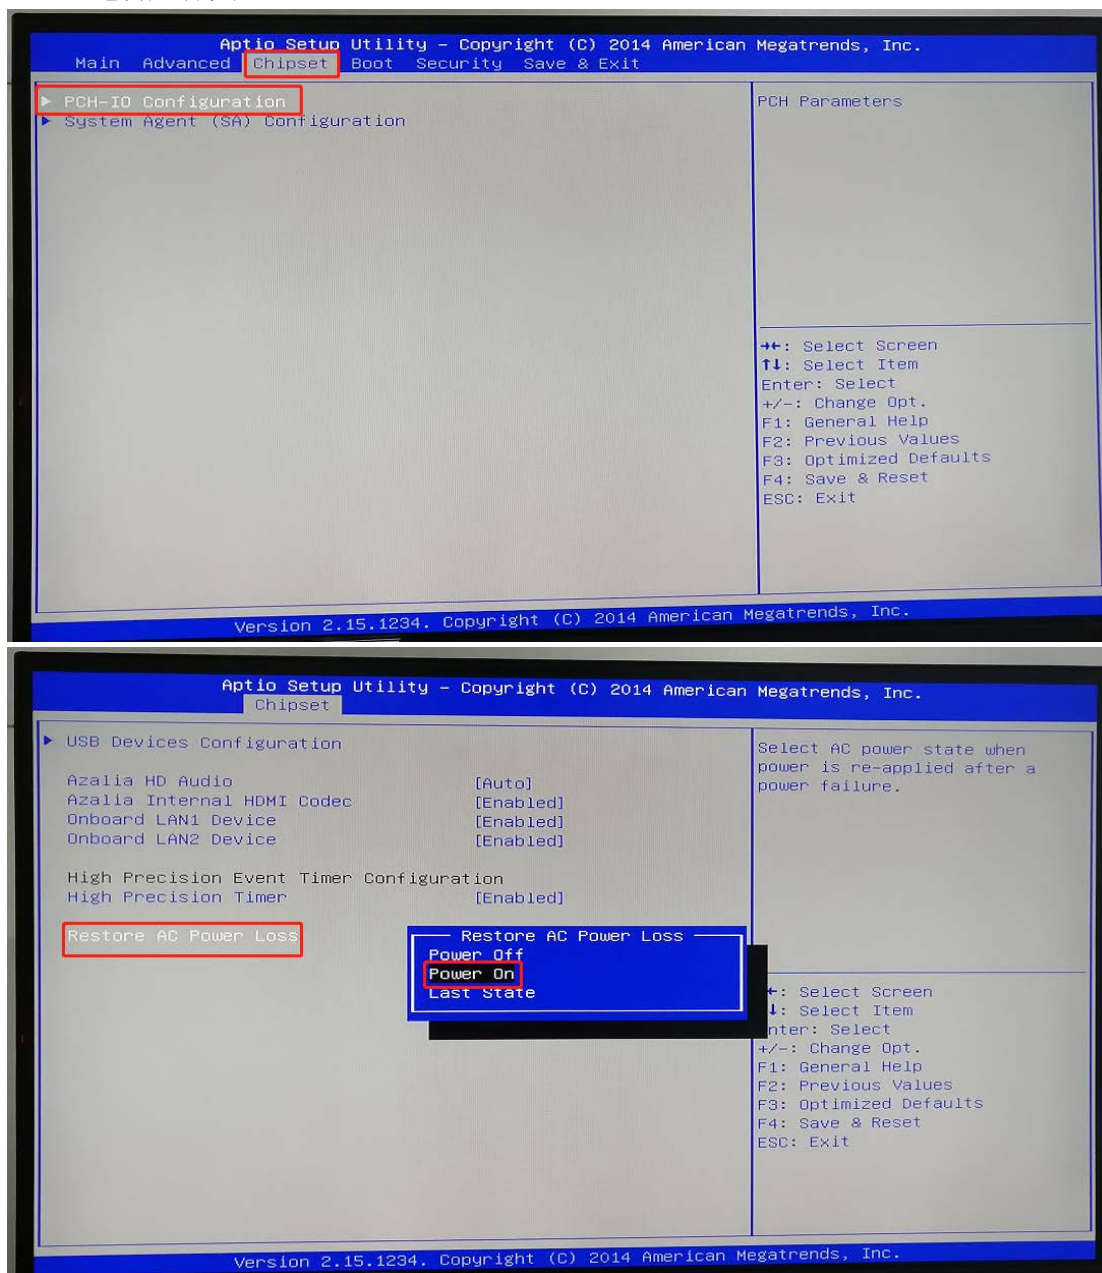 Aptio Setup Utility – Copyright (C) 2014 American Megatrends, Inc.
Main Advanced Chipset Boot Security Save & Exit
PCH-IO Configuration
System Agent (SA) Configuration
PCH Parameters
→←: Select Screen
↑↓: Select Item
Enter: Select
+/-: Change Opt.
F1: General Help
F2: Previous Values
F3: Optimized Defaults
F4: Save & Reset
ESC: Exit
Version 2.15.1234. Copyright (C) 2014 American Megatrends, Inc.
Aptio Setup Utility – Copyright (C) 2014 American Megatrends, Inc.
Chipset
USB Devices Configuration
Azalia HD Audio [Auto]
Azalia Internal HDMI Codec [Enabled]
Onboard LAN1 Device [Enabled]
Onboard LAN2 Device [Enabled]
High Precision Event Timer Configuration
High Precision Timer [Enabled]
Restore AC Power Loss
Restore AC Power Loss
Power Off
Power On
Last State
Select AC power state when
power is re-applied after a
power failure.
←: Select Screen
↓: Select Item
nter: Select
+/-: Change Opt.
F1: General Help
F2: Previous Values
F3: Optimized Defaults
F4: Save & Reset
ESC: Exit
Version 2.15.1234. Copyright (C) 2014 American Megatrends, Inc.